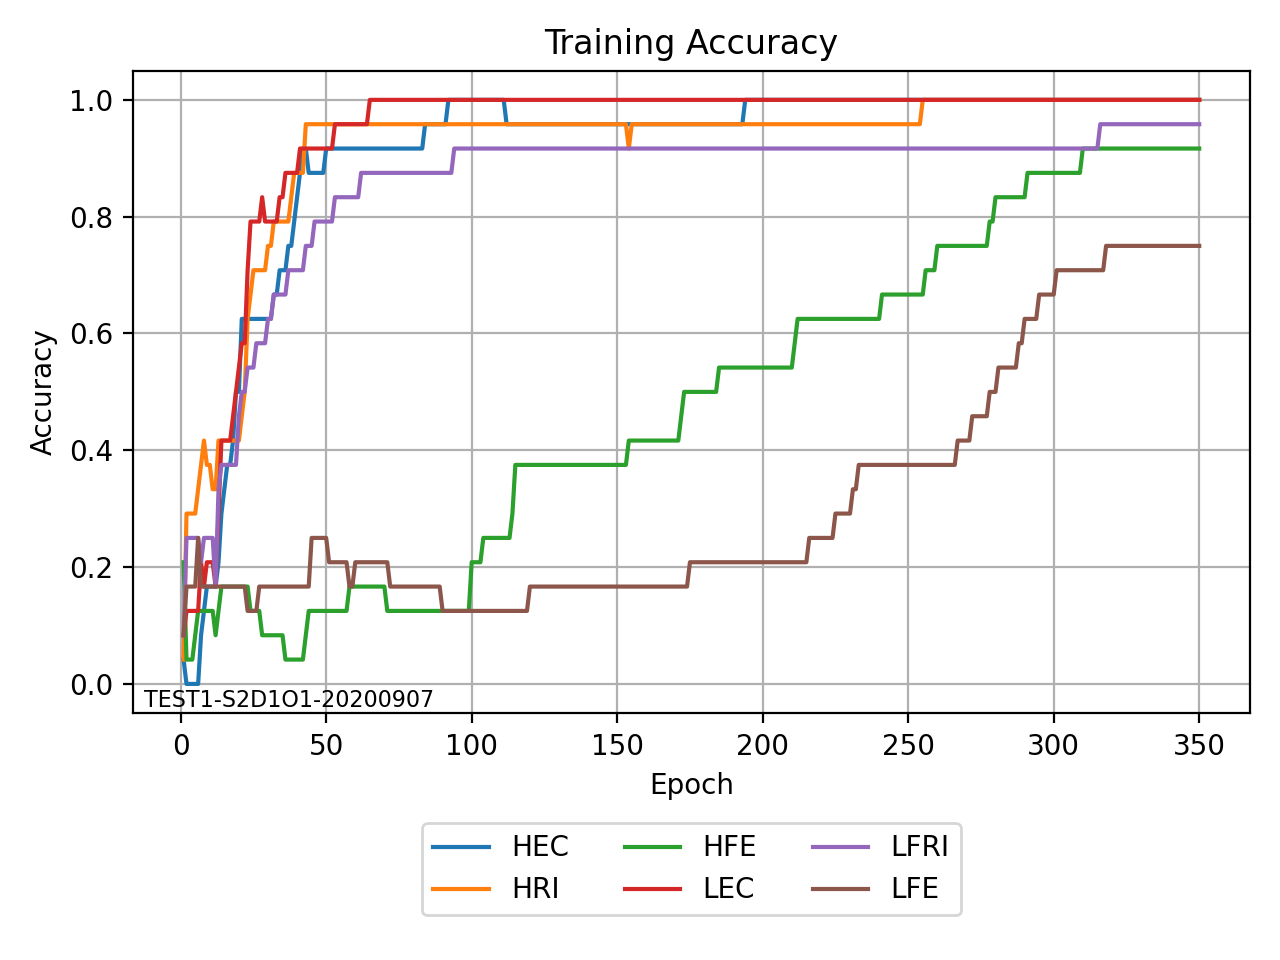 Training Accuracy
1.0
0.8
0.6
0.4
0.2
0.0
Accuracy
TEST1-S2D1O1-20200907
0 50 100 150 200 250 300 350
Epoch
HEC HFE LFRI
HRI LEC LFE